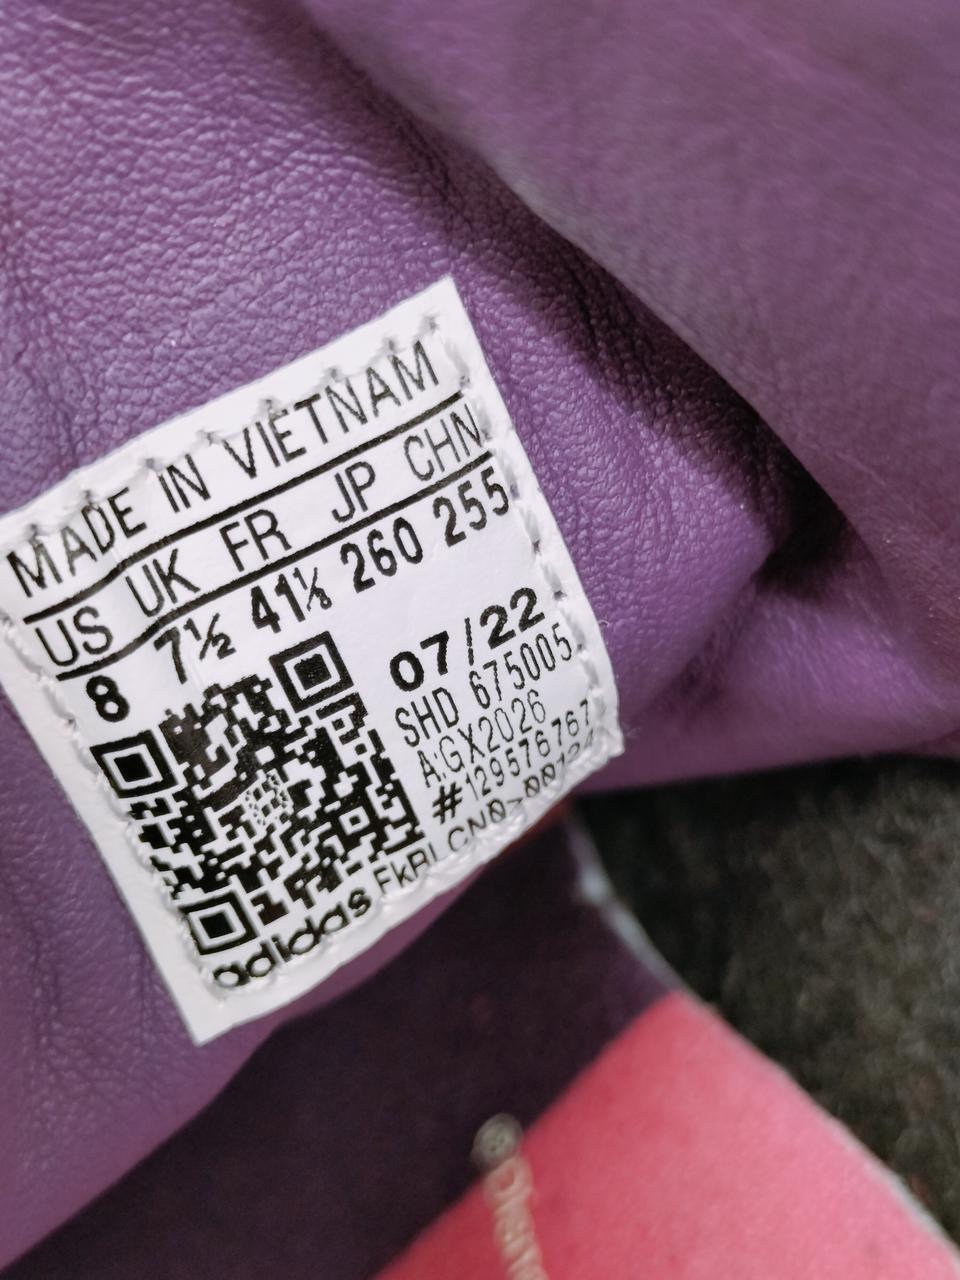 MADE IN VIETNAM
US UK FR JP CHN
8 7½ 41⅓ 260 255
07/22
SHD 675005
A:GX2026
#129576767
adidas